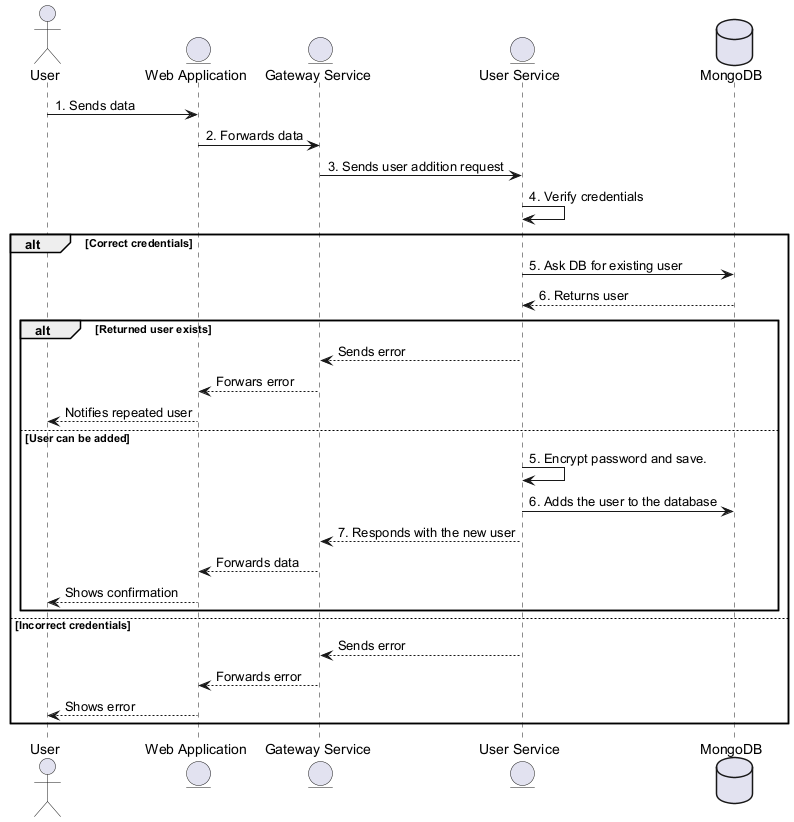 User
Web Application
Gateway Service
User Service
MongoDB
1. Sends data
2. Forwards data
3. Sends user addition request
4. Verify credentials
alt
[Correct credentials]
5. Ask DB for existing user
6. Returns user
alt
[Returned user exists]
Sends error
Forwars error
Notifies repeated user
[User can be added]
5. Encrypt password and save.
6. Adds the user to the database
7. Responds with the new user
Forwards data
Shows confirmation
[Incorrect credentials]
Sends error
Forwards error
Shows error
User
Web Application
Gateway Service
User Service
MongoDB